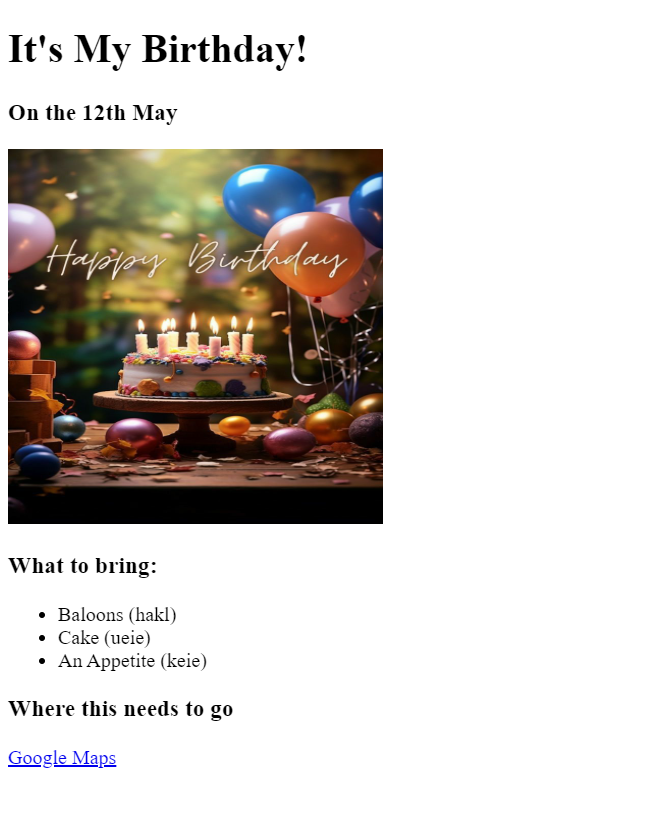 It's My Birthday!
On the 12th May
Happy Birthday
What to bring:
Baloons (hakl)
Cake (ueie)
An Appetite (keie)
Where this needs to go
Google Maps